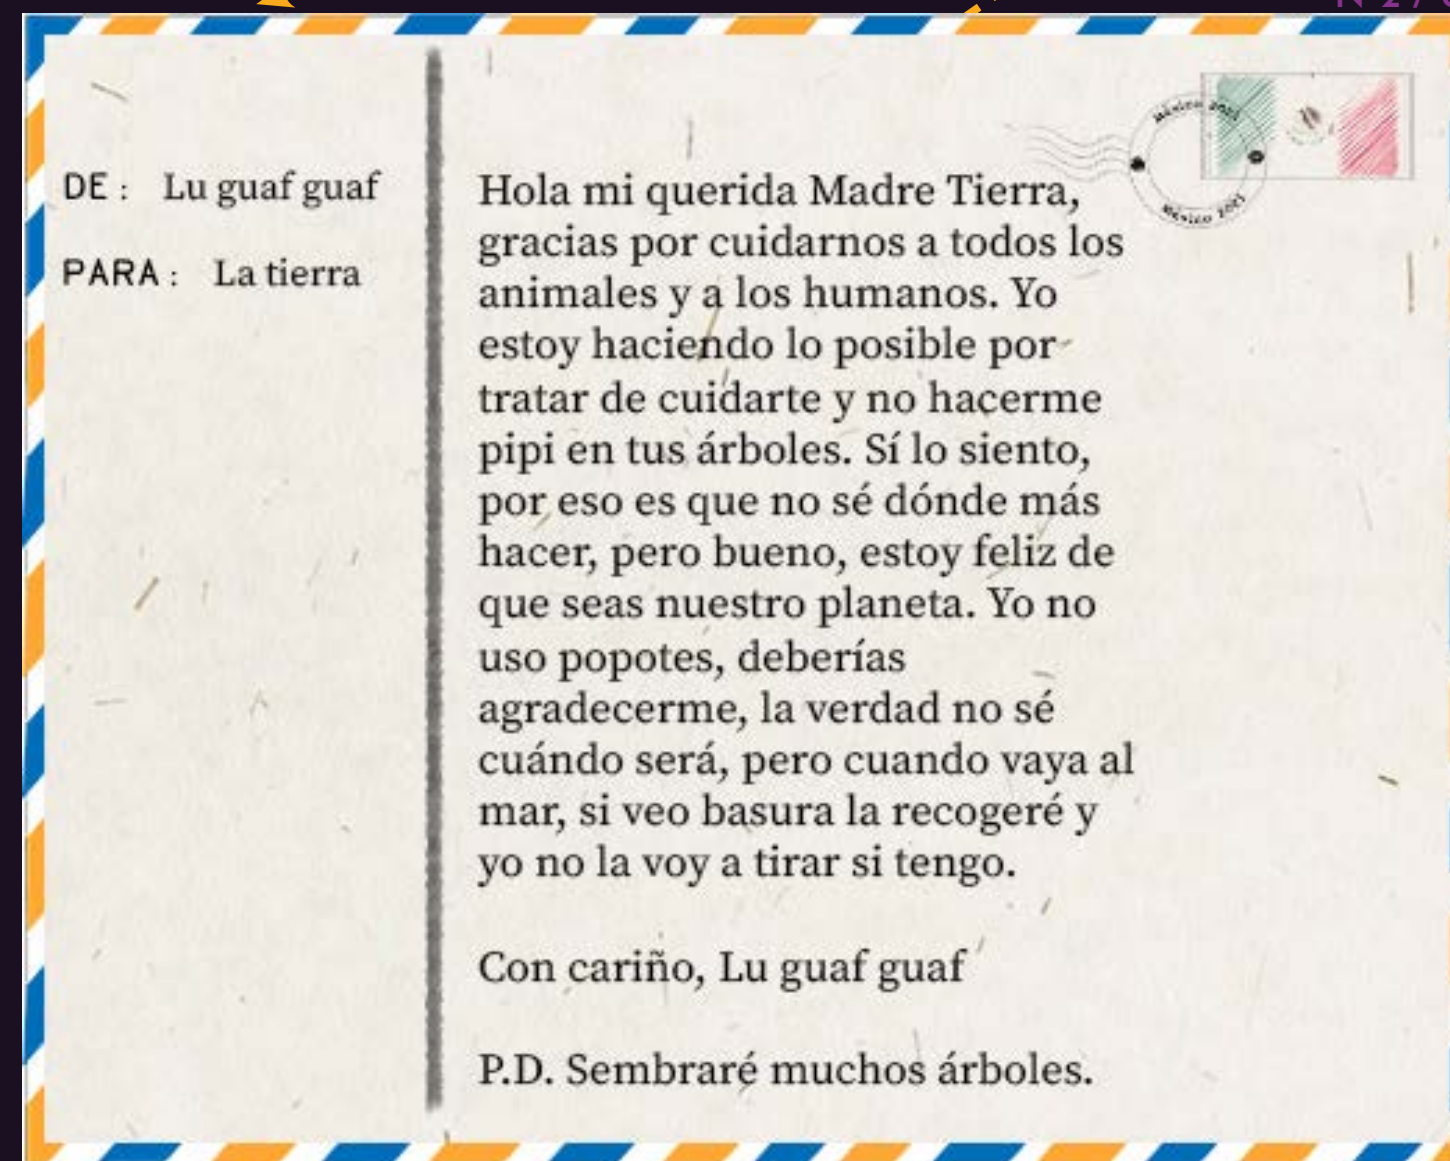 DE : Lu guaf guaf
PARA : La tierra
Hola mi querida Madre Tierra,
gracias por cuidarnos a todos los
animales y a los humanos. Yo
estoy haciendo lo posible por
tratar de cuidarte y no hacerme
pipi en tus árboles. Sí lo siento,
por eso es que no sé dónde más
hacer, pero bueno, estoy feliz de
que seas nuestro planeta. Yo no
uso popotes, deberías
agradecerme, la verdad no sé
cuándo será, pero cuando vaya al
mar, si veo basura la recogeré y
yo no la voy a tirar si tengo.
Con cariño, Lu guaf guaf
P.D. Sembraré muchos árboles.
México 2021
México 2021